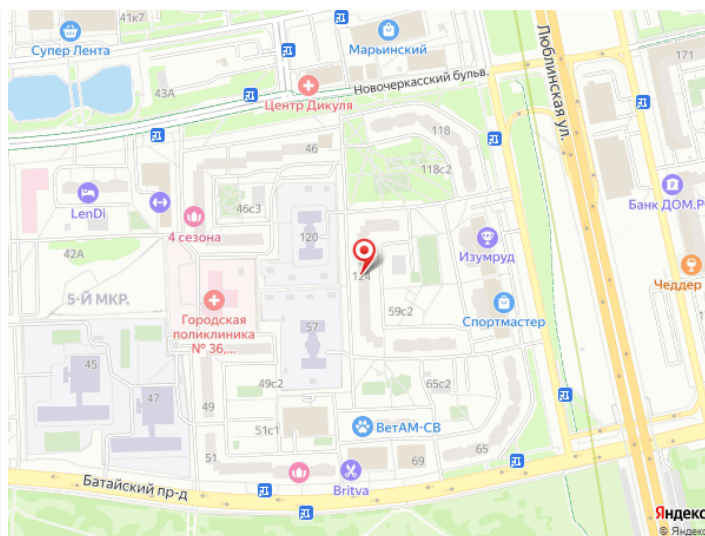 41к7
Супер Лента
Марьинский
171
43А
Новочеркасский бульв.
Люблинская ул.
Центр Дикуля
118
46
118с2
LenDi
46с3
Банк ДОМ.Р
4 сезона
120
Изумруд
42А
124
Чеддер
5-Й МКР.
Городская
поликлиника
№ 36,...
59с2
Спортмастер
57
45
47
49с2
65с2
49
51с1
ВетАМ-СВ
51
65
69
Батайский пр-д
Britva
Яндекс
© Яндекс